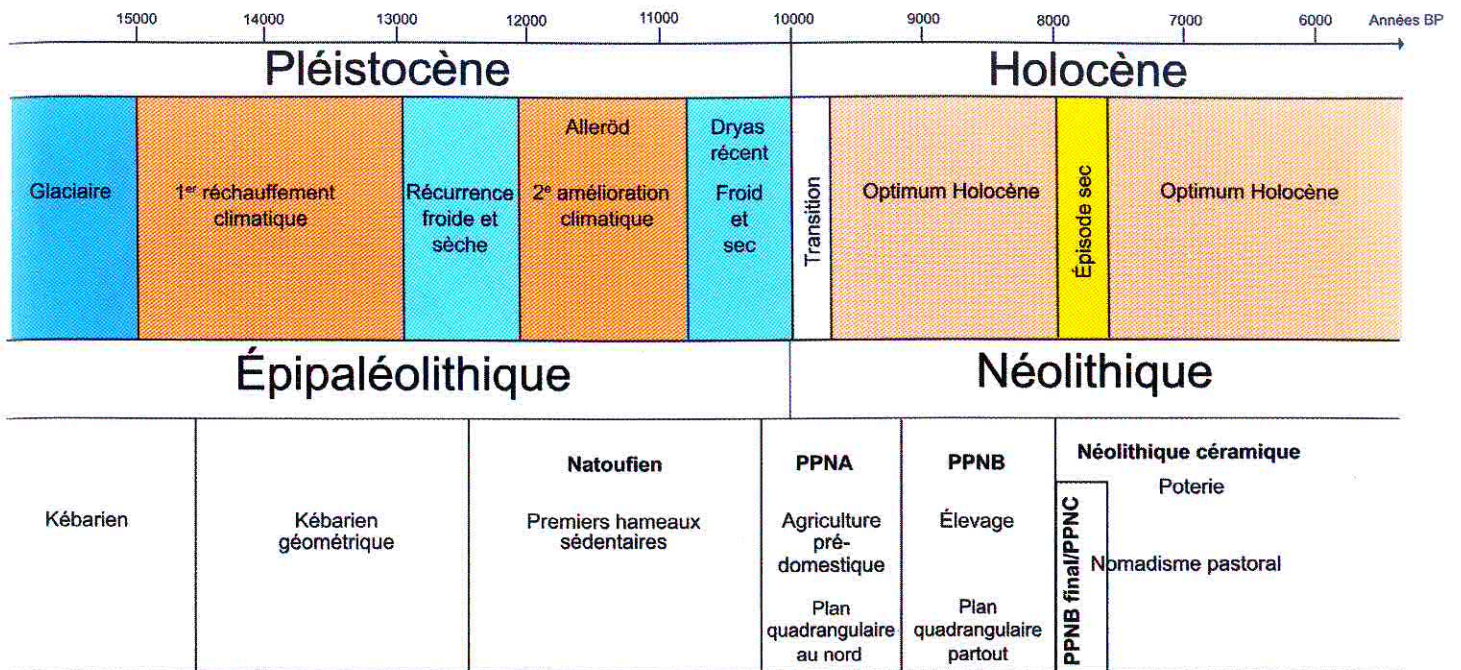 15000 14000 13000 12000 11000 10000 9000 8000 7000 6000 Années BP
Pléistocène
Holocène
Glaciaire
1er réchauffement
climatique
Récurrence
froide et
sèche
Alleröd
2e amélioration
climatique
Dryas
récent
Froid
et
sec
Transition
Optimum Holocène
Épisode sec
Optimum Holocène
Épipaléolithique
Néolithique
Kébarien
Kébarien
géométrique
Natoufien
Premiers hameaux
sédentaires
PPNA
Agriculture
pré-
domestique
Plan
quadrangulaire
au nord
PPNB
Élevage
Plan
quadrangulaire
partout
PPNB final/PPNC
Néolithique céramique
Poterie
Nomadisme pastoral